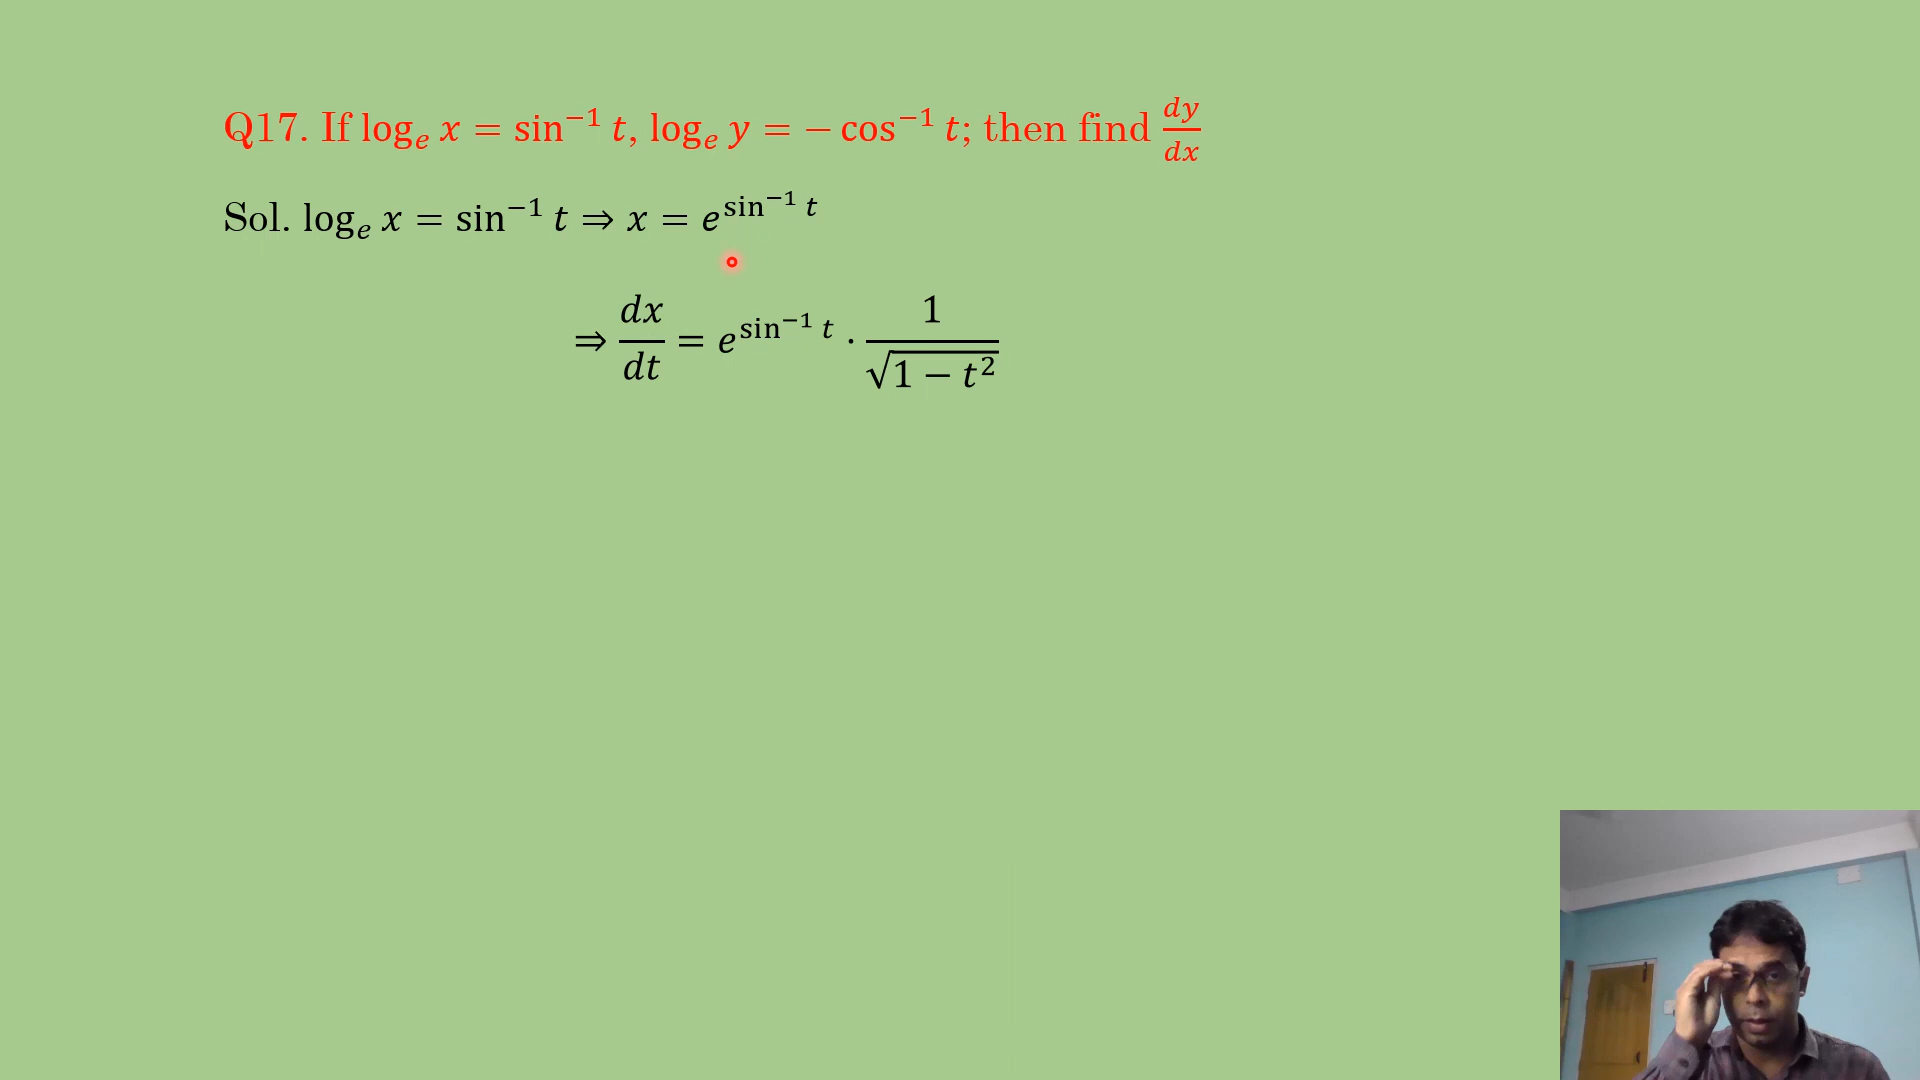 Q17. If logₑ x = sin⁻¹ t, logₑ y = − cos⁻¹ t; then find dy/dx
Sol. logₑ x = sin⁻¹ t ⇒ x = e^(sin⁻¹ t)
⇒ dx/dt = e^(sin⁻¹ t) · 1/√(1 − t²)